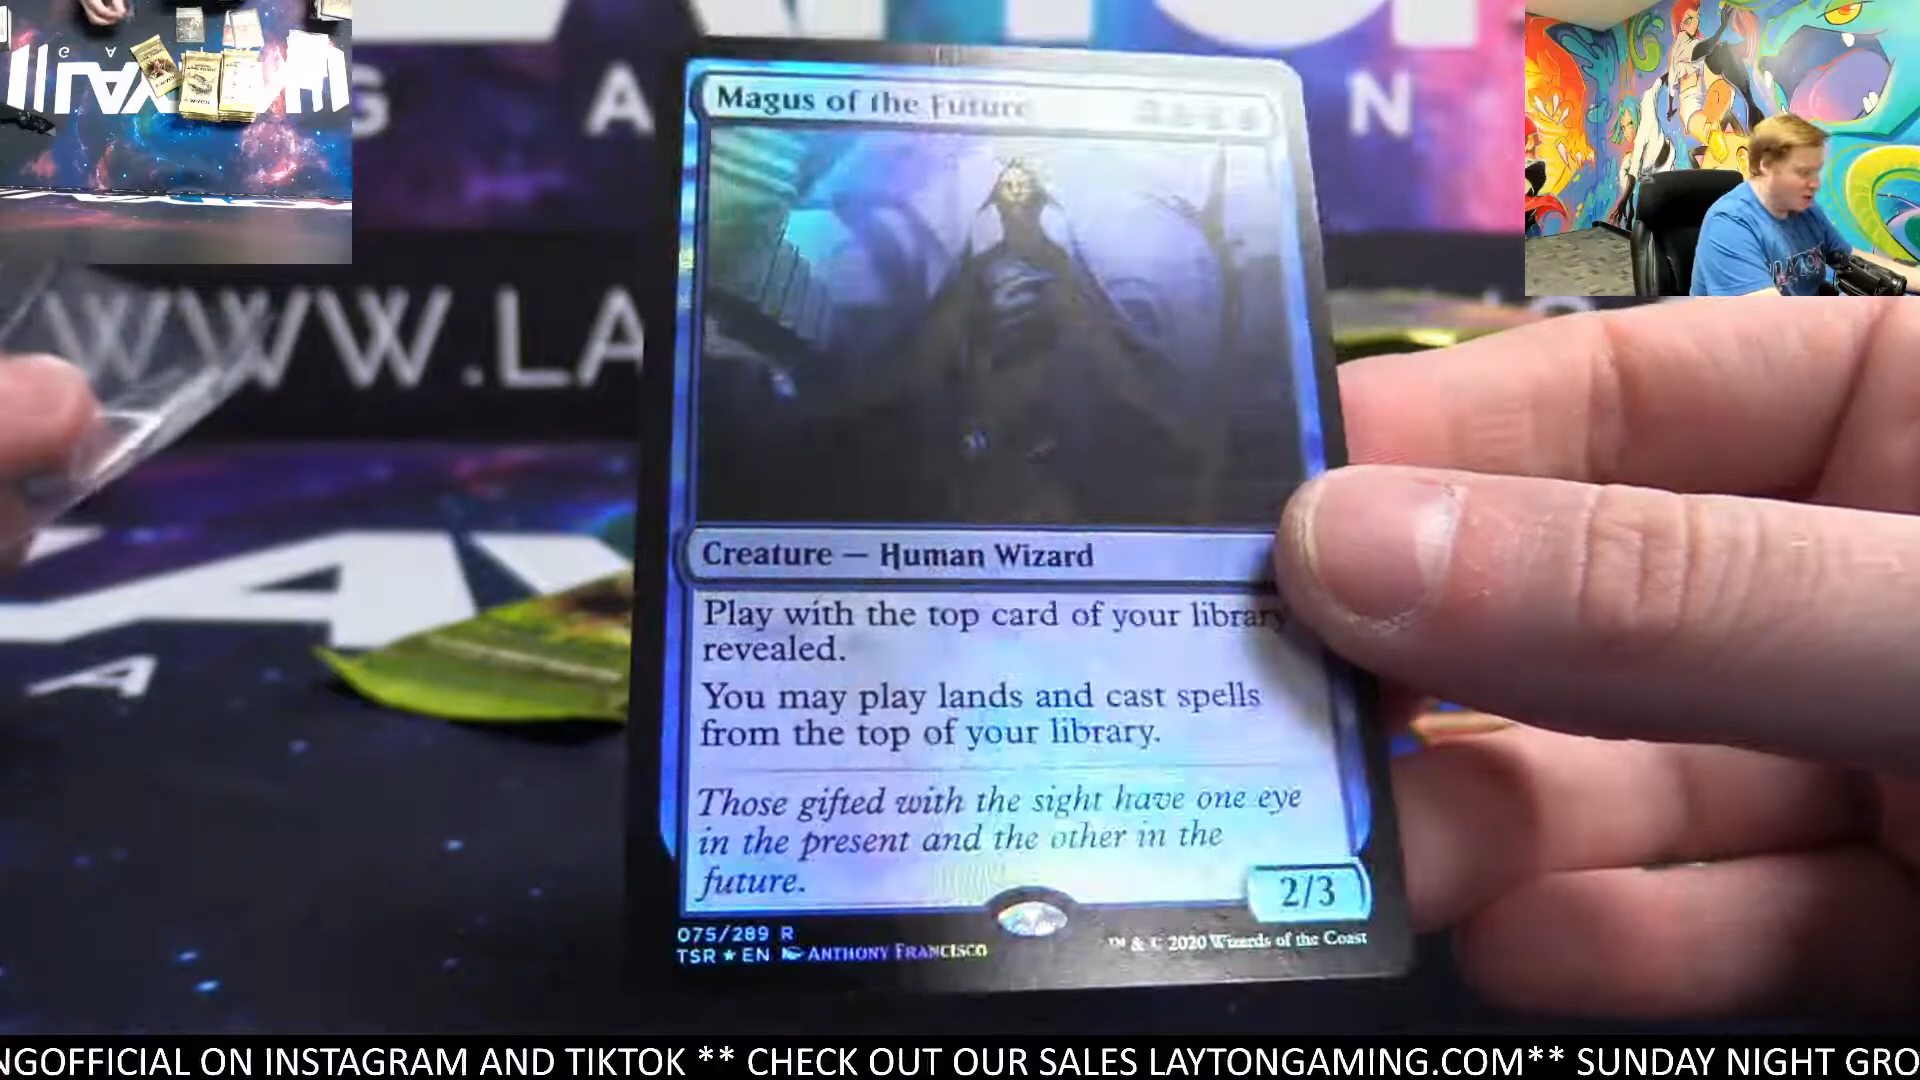 Magus of the Future
Creature — Human Wizard
Play with the top card of your library
revealed.
You may play lands and cast spells
from the top of your library.
Those gifted with the sight have one eye
in the present and the other in the
future.
2/3
075/289 R
TSR ★ EN ANTHONY FRANCISCO
™ & © 2020 Wizards of the Coast
WWW.LA
NGOFFICIAL ON INSTAGRAM AND TIKTOK ** CHECK OUT OUR SALES LAYTONGAMING.COM** SUNDAY NIGHT GRO